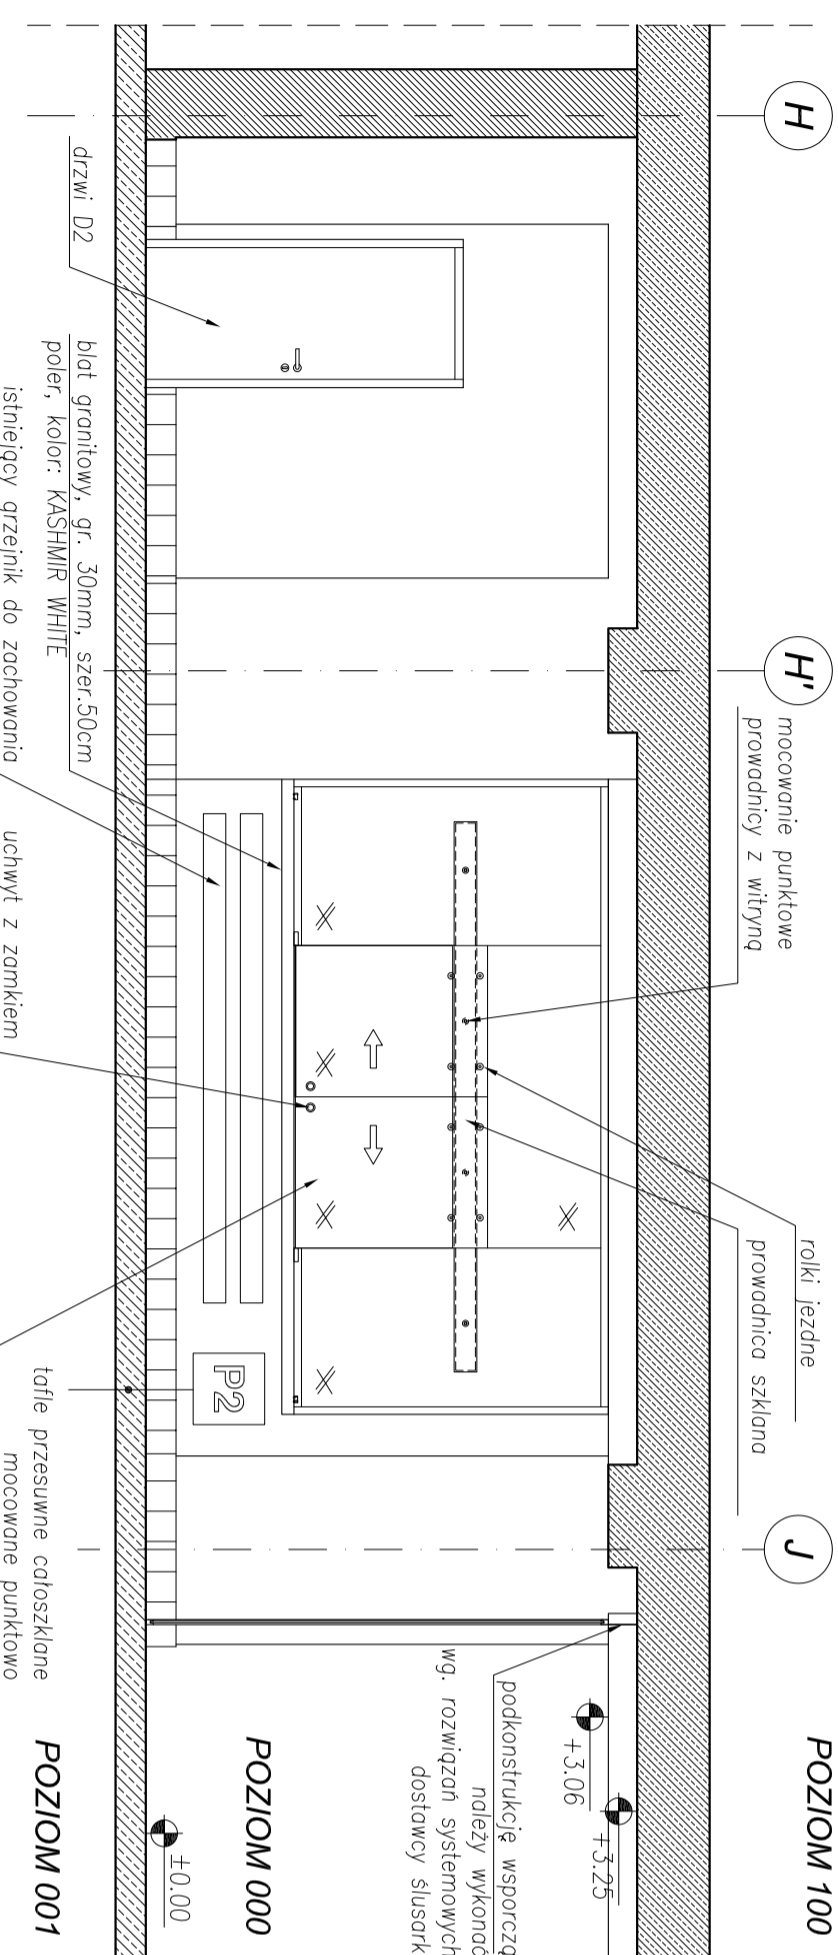 H
H'
J
mocowanie punktowe
prowadnicy z witryną
rolki jezdne
prowadnica szklana
POZIOM 100
+3.25
+3.06
podkonstrukcję wsporczą
należy wykonać
wg. rozwiązań systemowych
dostawcy ślusark
POZIOM 000
±0.00
POZIOM 001
drzwi D2
blat granitowy, gr. 30mm, szer.50cm
poler, kolor: KASHMIR WHITE
istniejący grzejnik do zachowania
uchwyt z zamkiem
P2
tafle przesuwne całoszklane
mocowane punktowo